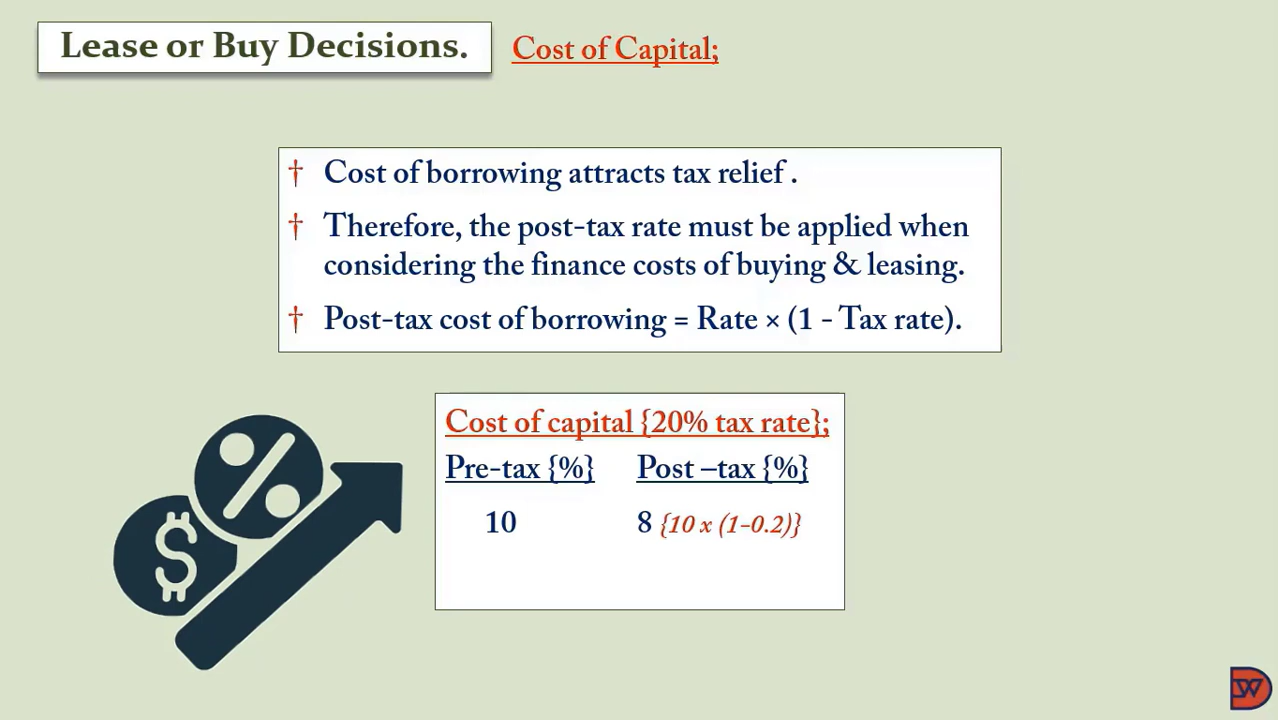 Lease or Buy Decisions.
Cost of Capital;
† Cost of borrowing attracts tax relief .
† Therefore, the post-tax rate must be applied when
considering the finance costs of buying & leasing.
† Post-tax cost of borrowing = Rate × (1 - Tax rate).
Cost of capital {20% tax rate};
Pre-tax {%} Post –tax {%}
10 8 {10 x (1-0.2)}
$
%
DW